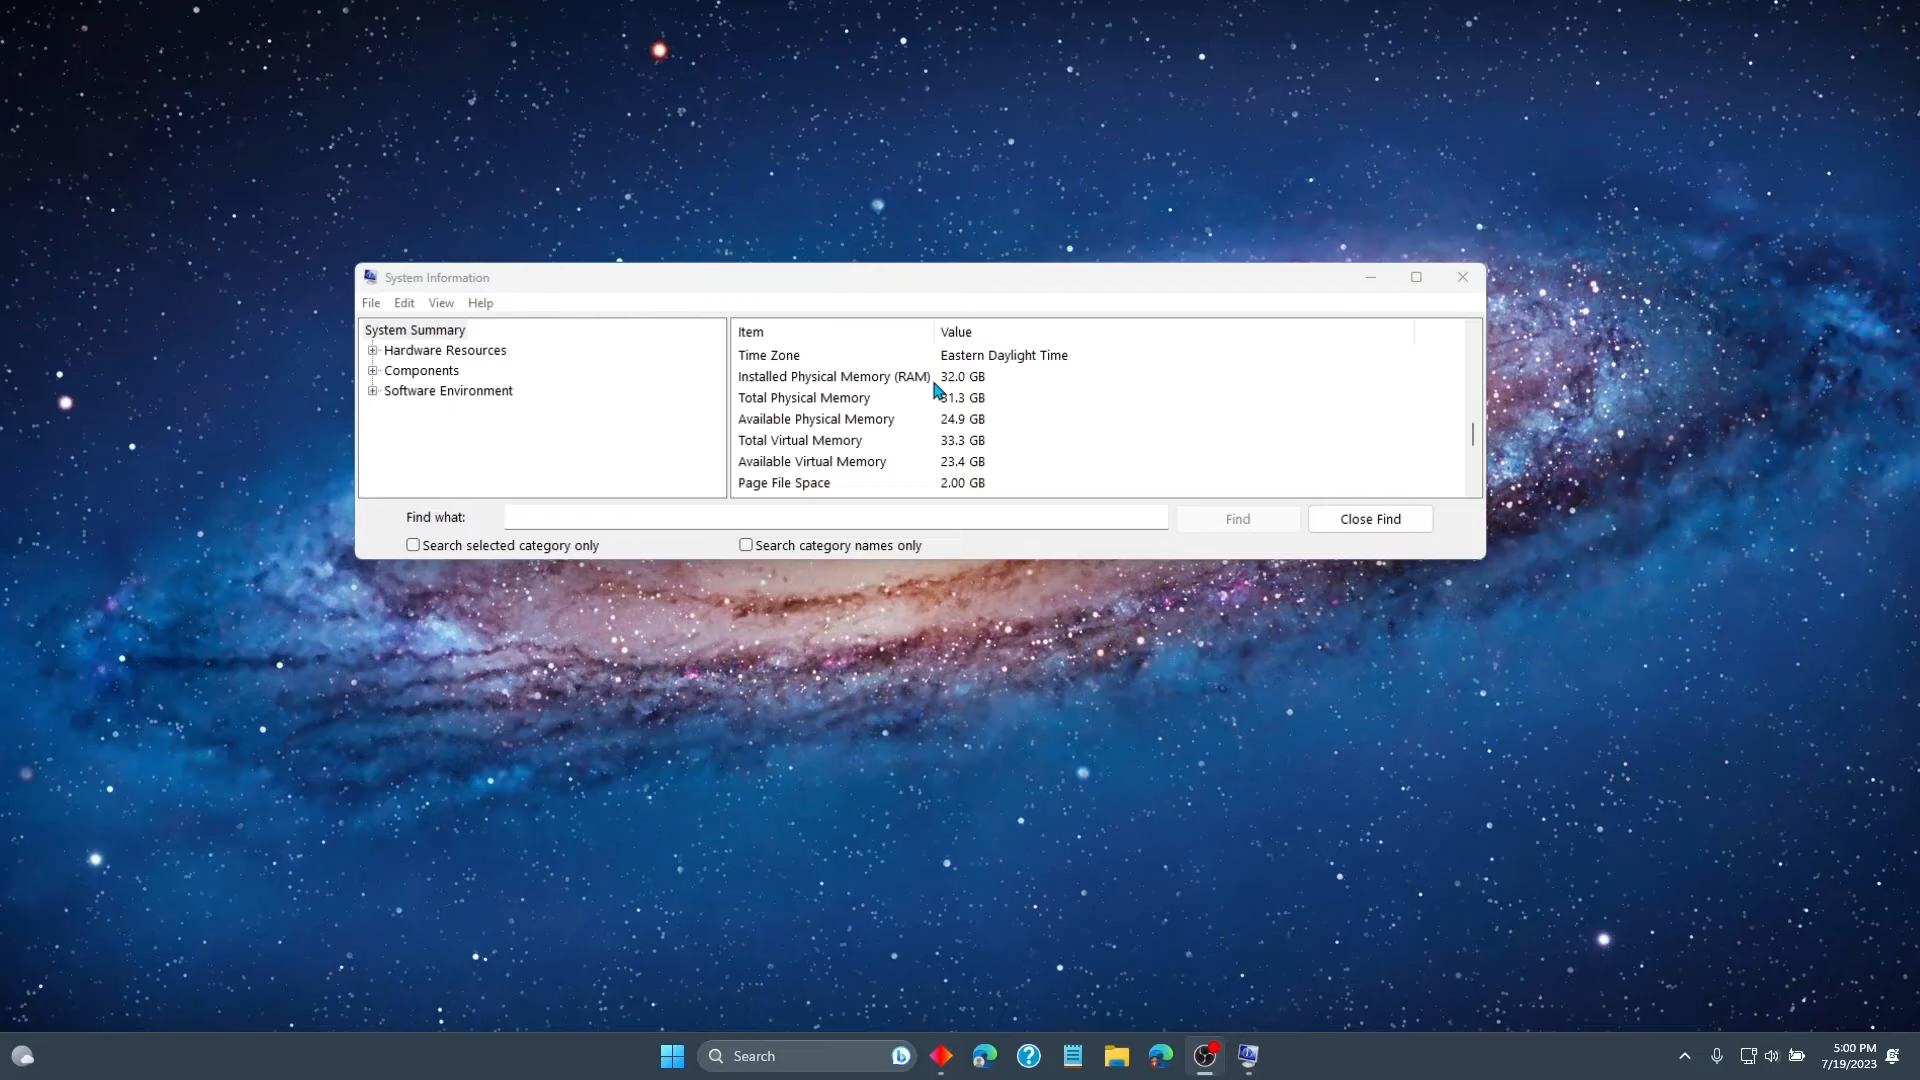 System Information
File Edit View Help
System Summary
Hardware Resources
Components
Software Environment
Item Value
Time Zone Eastern Daylight Time
Installed Physical Memory (RAM) 32.0 GB
Total Physical Memory 31.3 GB
Available Physical Memory 24.9 GB
Total Virtual Memory 33.3 GB
Available Virtual Memory 23.4 GB
Page File Space 2.00 GB
Find what: Find Close Find
Search selected category only Search category names only
Search
5:00 PM
7/19/2023